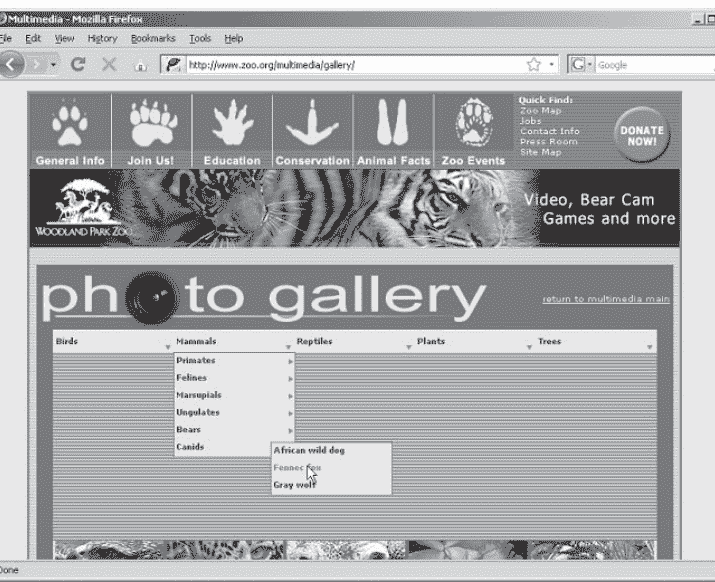 Multimedia - Mozilla Firefox
File Edit View History Bookmarks Tools Help
http://www.zoo.org/multimedia/gallery/
Google
General Info
Join Us!
Education
Conservation
Animal Facts
Zoo Events
Quick Find:
Zoo Map
Jobs
Contact Info
Press Room
Site Map
DONATE
NOW!
WOODLAND PARK ZOO
Video, Bear Cam
Games and more
photo gallery
return to multimedia main
Birds Mammals Reptiles Plants Trees
Primates
Felines
Marsupials
Ungulates
Bears
Canids
African wild dog
Fennec fox
Gray wolf
Done